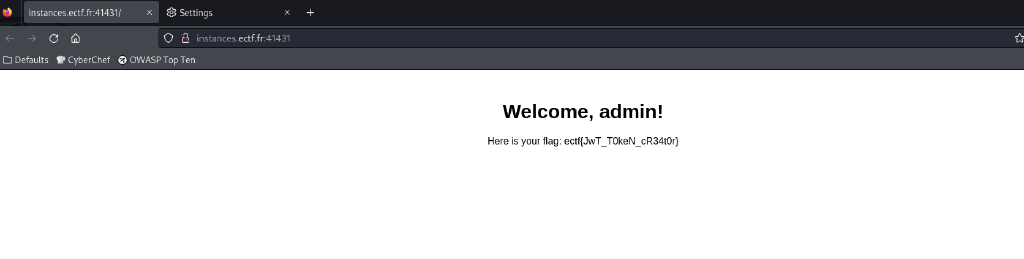 instances.ectf.fr:41431/
Settings
instances.ectf.fr:41431
Defaults
CyberChef
OWASP Top Ten
Welcome, admin!
Here is your flag: ectf{JwT_T0keN_cR34t0r}